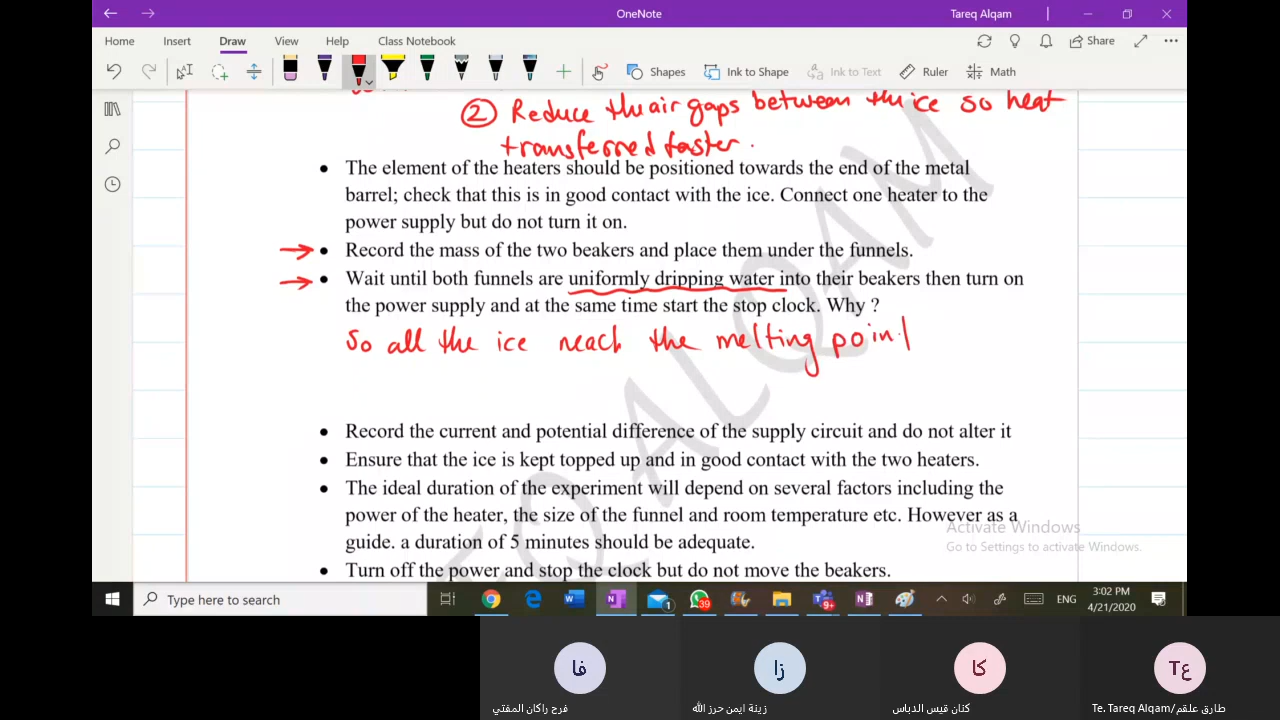 OneNote
Tareq Alqam
Home Insert Draw View Help Class Notebook
Share
Shapes Ink to Shape Ink to Text Ruler Math
② Reduce the air gaps between the ice so heat
transferred faster.
• The element of the heaters should be positioned towards the end of the metal
barrel; check that this is in good contact with the ice. Connect one heater to the
power supply but do not turn it on.
→ • Record the mass of the two beakers and place them under the funnels.
→ • Wait until both funnels are uniformly dripping water into their beakers then turn on
the power supply and at the same time start the stop clock. Why ?
So all the ice reach the melting point
• Record the current and potential difference of the supply circuit and do not alter it
• Ensure that the ice is kept topped up and in good contact with the two heaters.
• The ideal duration of the experiment will depend on several factors including the
power of the heater, the size of the funnel and room temperature etc. However as a
guide. a duration of 5 minutes should be adequate.
• Turn off the power and stop the clock but do not move the beakers.
ALQAM
TO ALQAM
Activate Windows
Go to Settings to activate Windows.
Type here to search
1
39
9+
ENG
3:02 PM
4/21/2020
فا
زا
كا
Tع
فرح راكان المفتي
زينة ايمن حرز الله
كنان قيس الدباس
Te. Tareq Alqam/طارق علقم